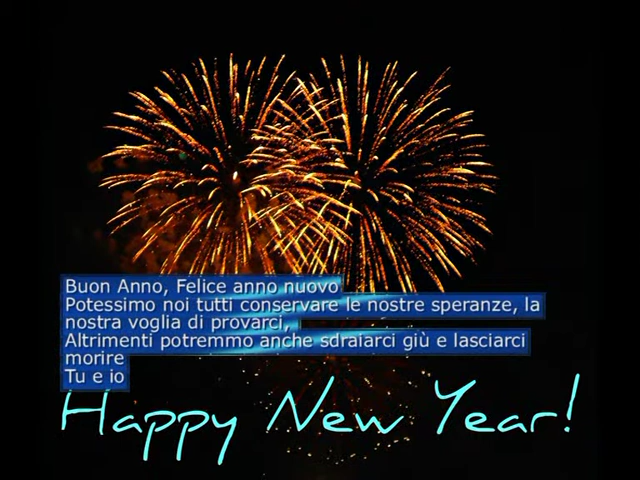 Buon Anno, Felice anno nuovo
Potessimo noi tutti conservare le nostre speranze, la
nostra voglia di provarci,
Altrimenti potremmo anche sdraiarci giù e lasciarci
morire
Tu e io
Happy New Year!